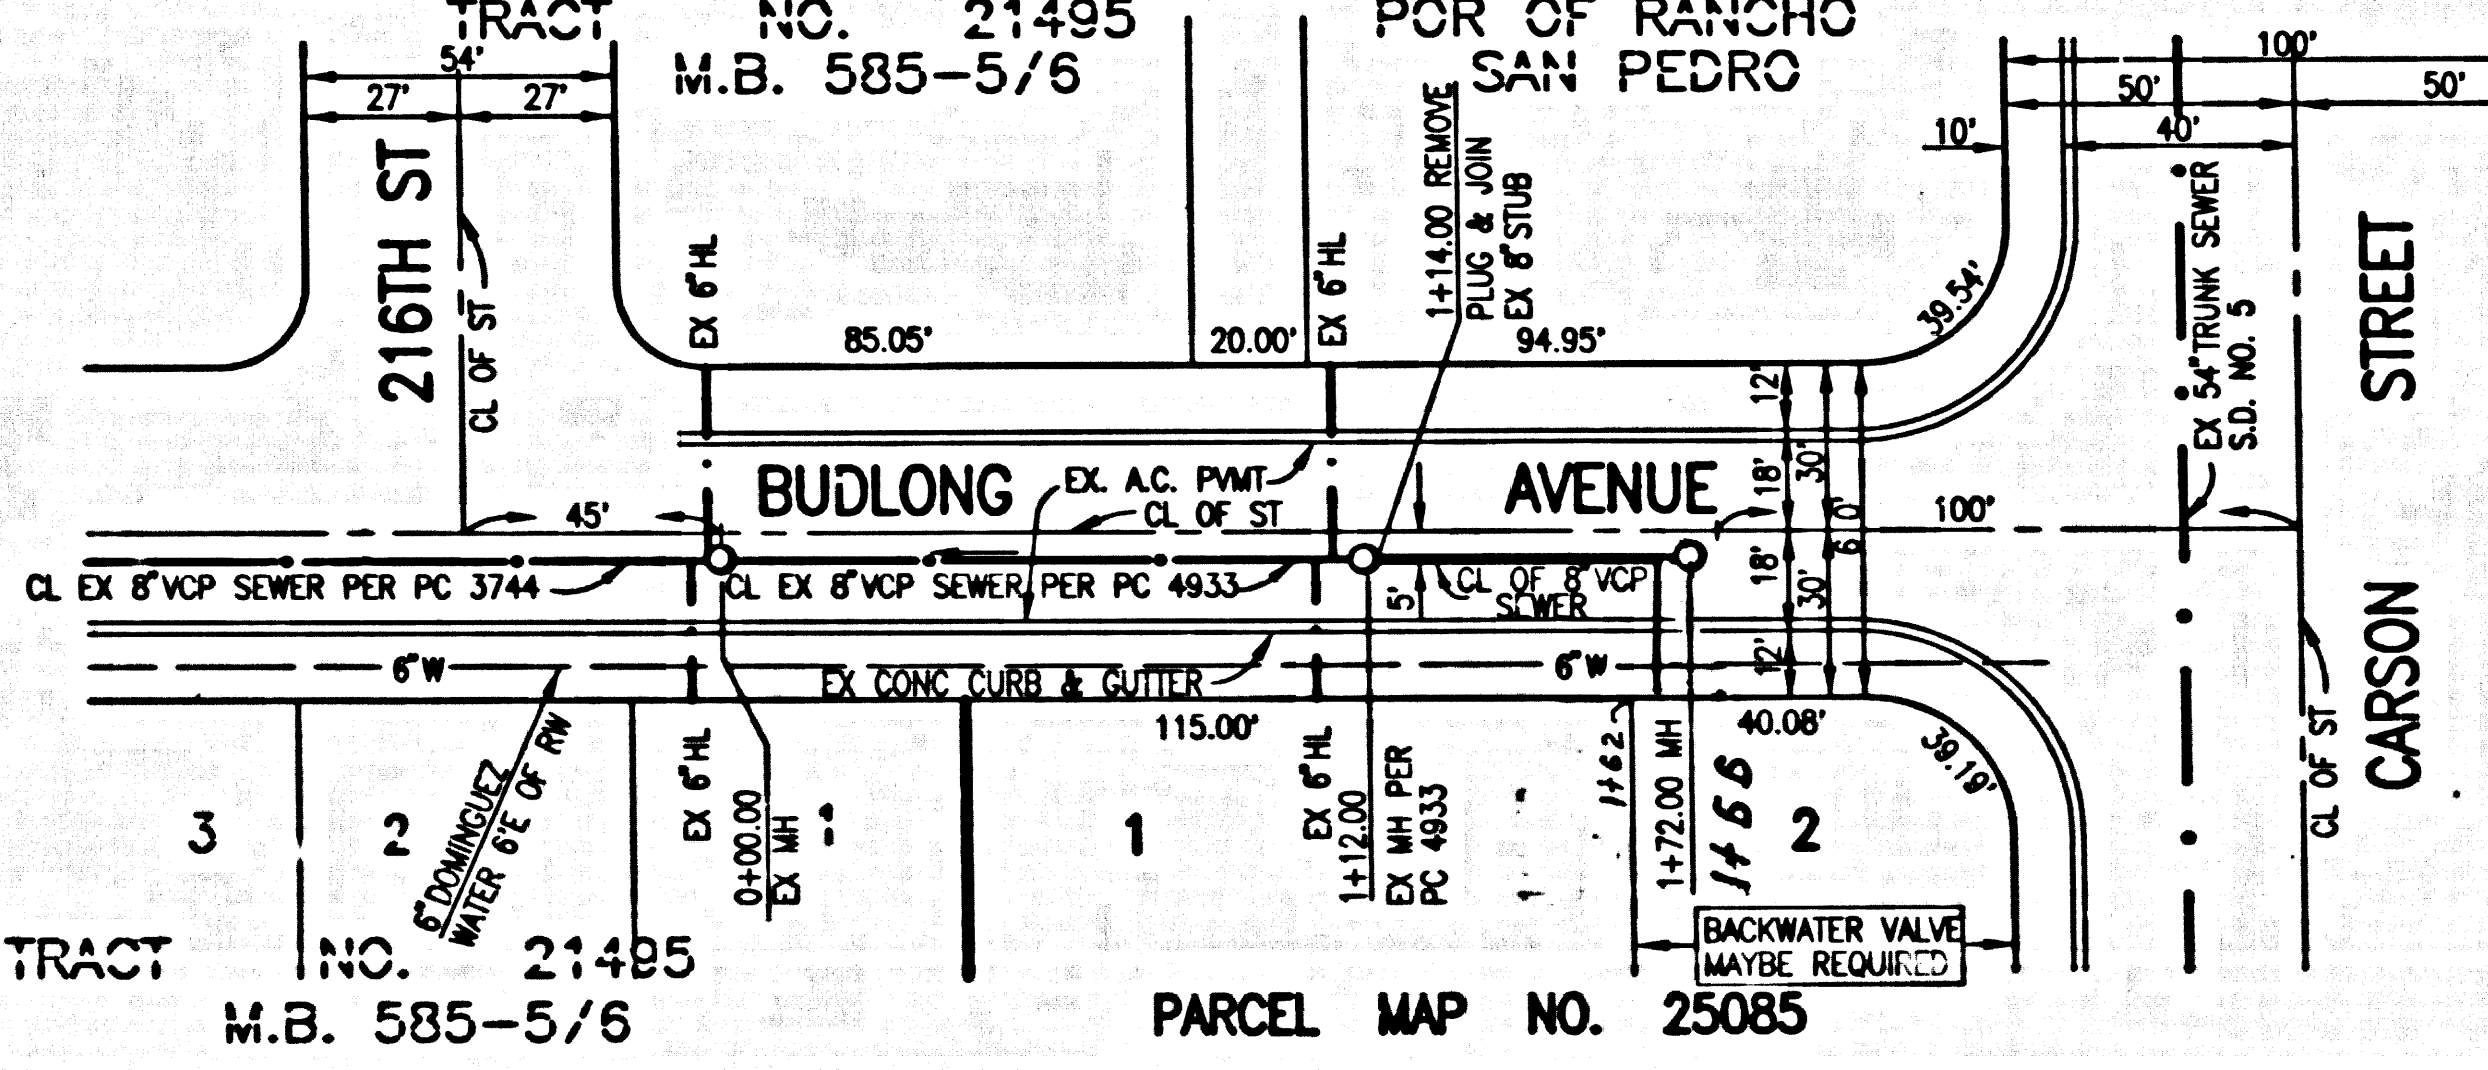 TRACT NO. 21495
M.B. 585-5/6
POR OF RANCHO
SAN PEDRO
54'
27'
27'
216TH ST
CL OF ST
EX 6" HL
85.05'
20.00'
EX 6" HL
1+14.00 REMOVE
PLUG & JOIN
EX 8" STUB
94.95'
39.54'
100'
50'
50'
10'
40'
EX 54" TRUNK SEWER
S.D. NO. 5
CARSON STREET
CL OF ST
12'
18'
30'
60'
18'
30'
12'
100'
BUDLONG AVENUE
EX. A.C. PVMT
CL OF ST
45'
CL EX 8" VCP SEWER PER PC 3744
CL EX 8" VCP SEWER PER PC 4933
5'
CL OF 8" VCP
SEWER
6" W
EX CONC CURB & GUTTER
6" W
115.00'
40.08'
39.19'
3
2
6" DOMINGUEZ
WATER 6' E OF RW
EX 6" HL
0+00.00
EX MH
1
1
EX 6" HL
1+12.00
EX MH PER
PC 4933
1+62
1+72.00 MH
1+66
2
BACKWATER VALVE
MAYBE REQUIRED
TRACT NO. 21495
M.B. 585-5/6
PARCEL MAP NO. 25085